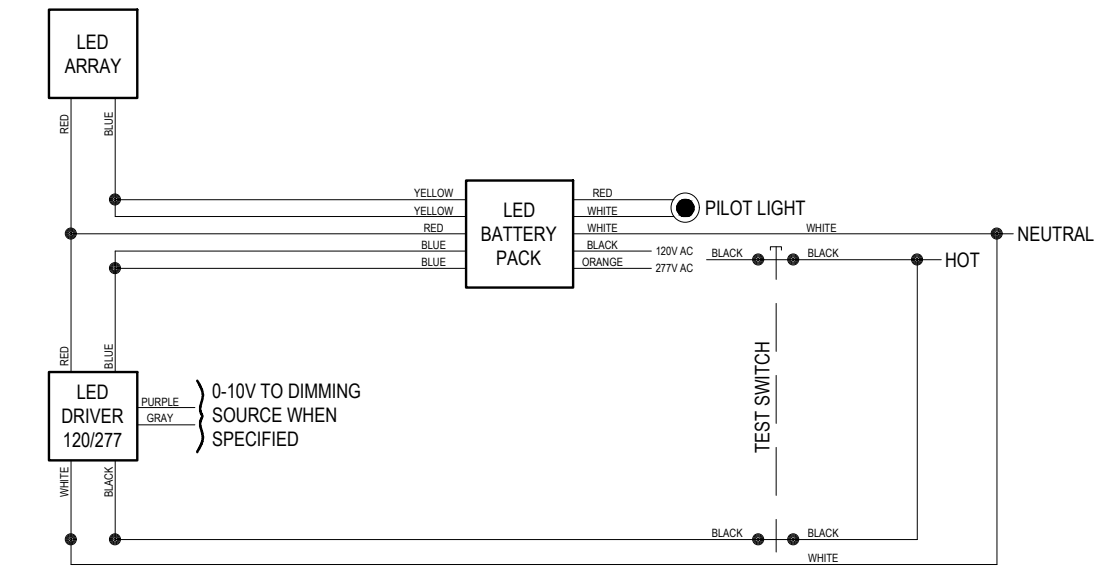 LED
ARRAY
RED
BLUE
YELLOW
YELLOW
RED
BLUE
BLUE
LED
BATTERY
PACK
RED
WHITE
WHITE
BLACK
ORANGE
PILOT LIGHT
WHITE
NEUTRAL
120V AC
277V AC
BLACK
BLACK
HOT
TEST SWITCH
RED
BLUE
LED
DRIVER
120/277
PURPLE
GRAY
0-10V TO DIMMING
SOURCE WHEN
SPECIFIED
WHITE
BLACK
BLACK
BLACK
WHITE